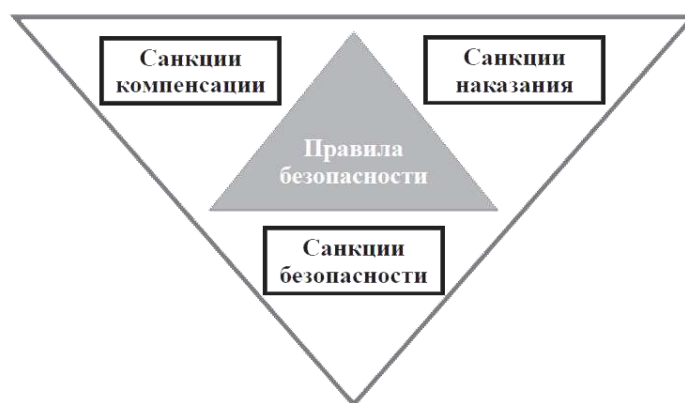 Санкции
компенсации
Санкции
наказания
Правила
безопасности
Санкции
безопасности